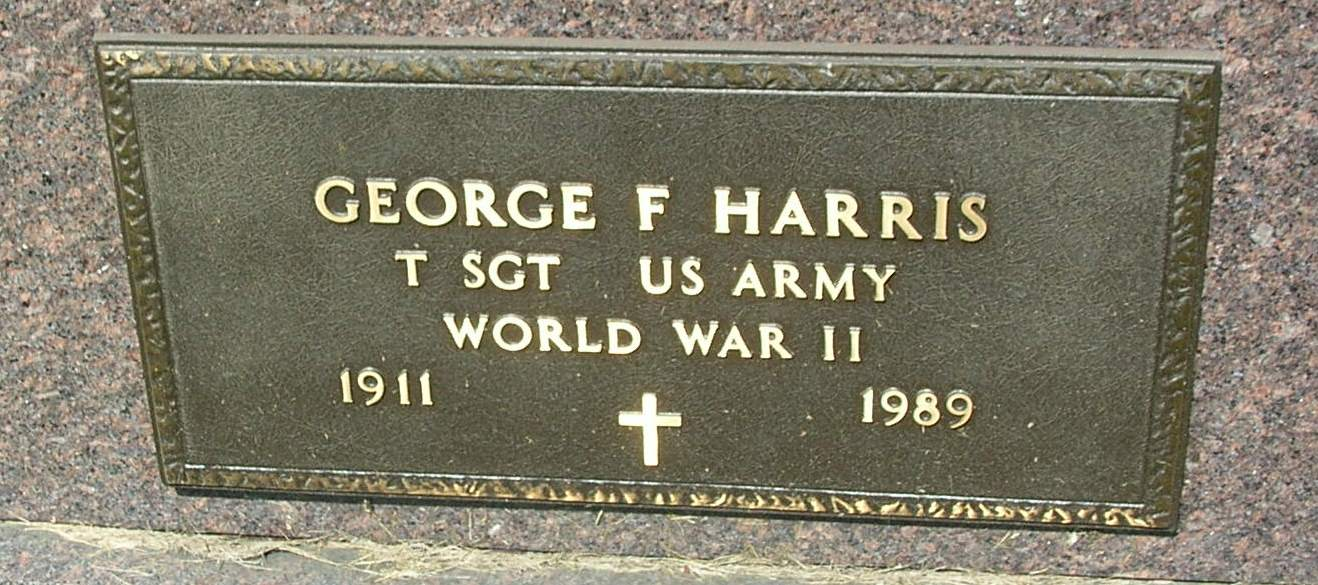 GEORGE F HARRIS
T SGT US ARMY
WORLD WAR II
1911 1989